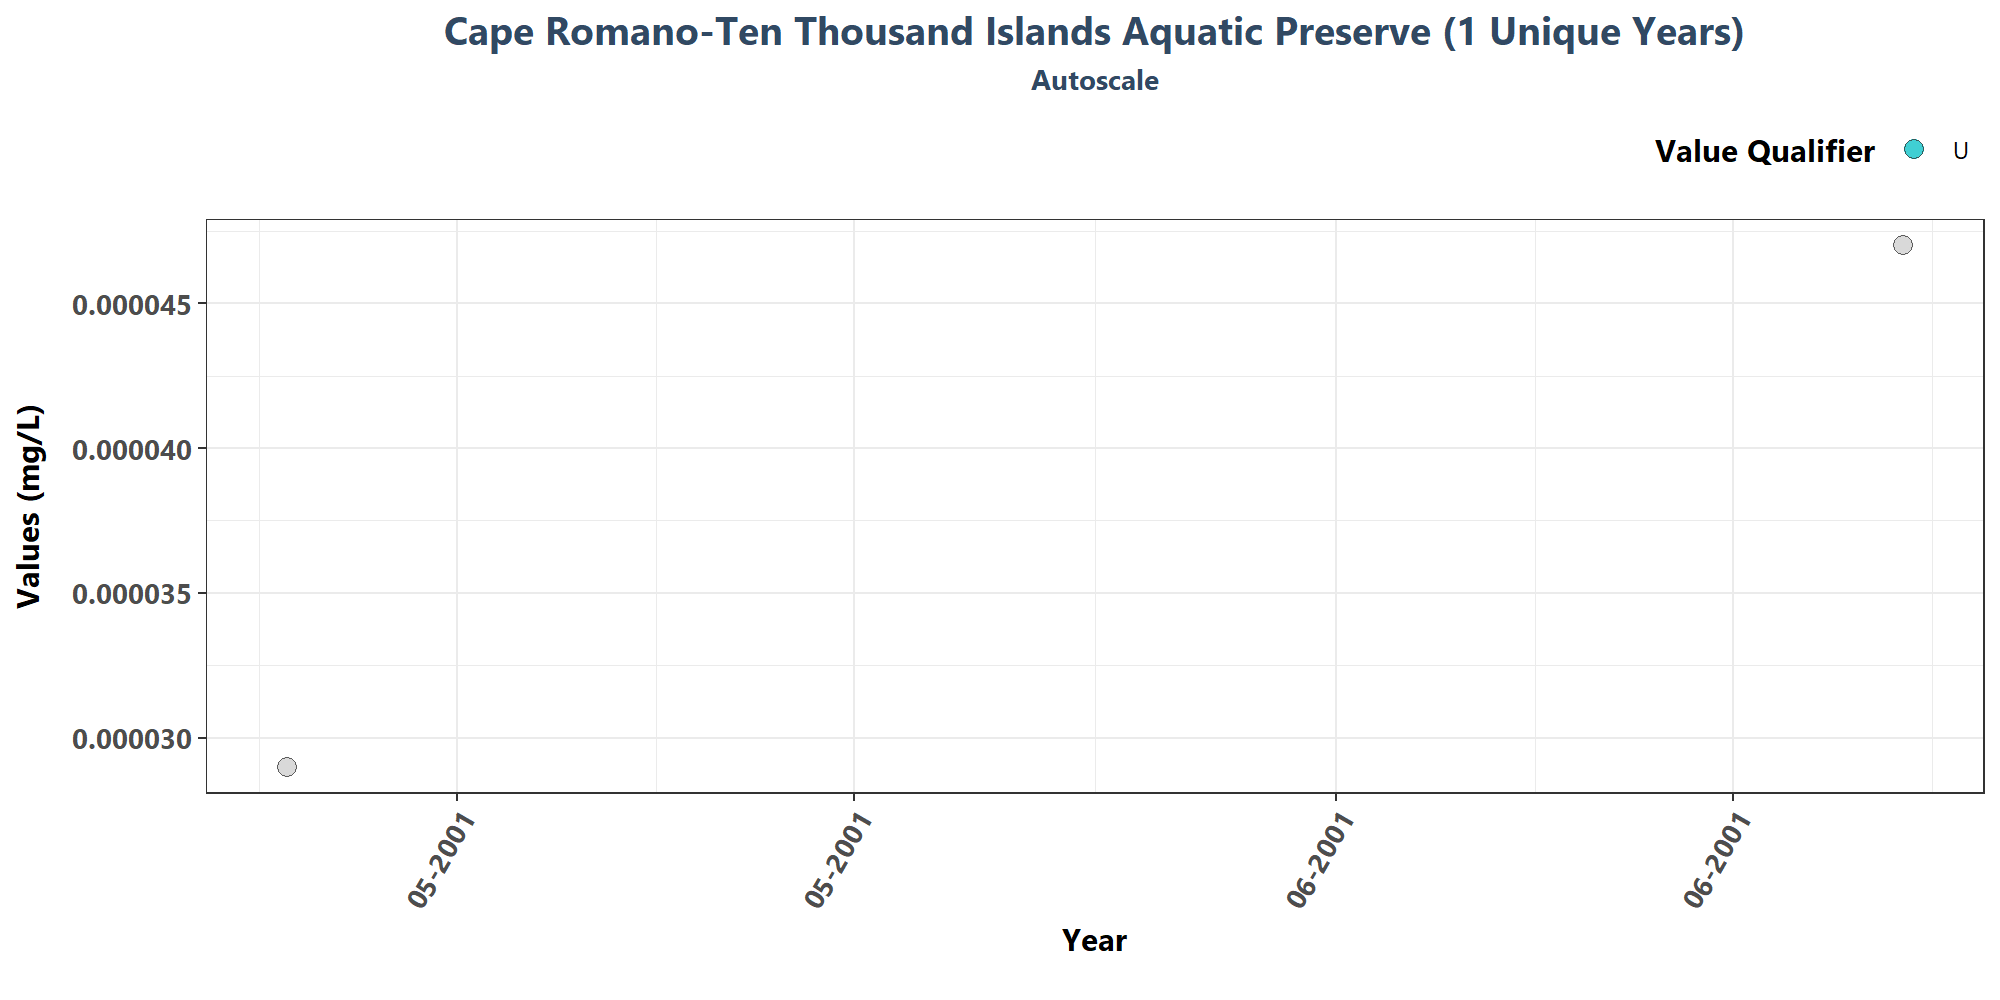 Cape Romano-Ten Thousand Islands Aquatic Preserve (1 Unique Years)
Autoscale
Value Qualifier U
Values (mg/L)
0.000045
0.000040
0.000035
0.000030
05-2001 05-2001 06-2001 06-2001
Year